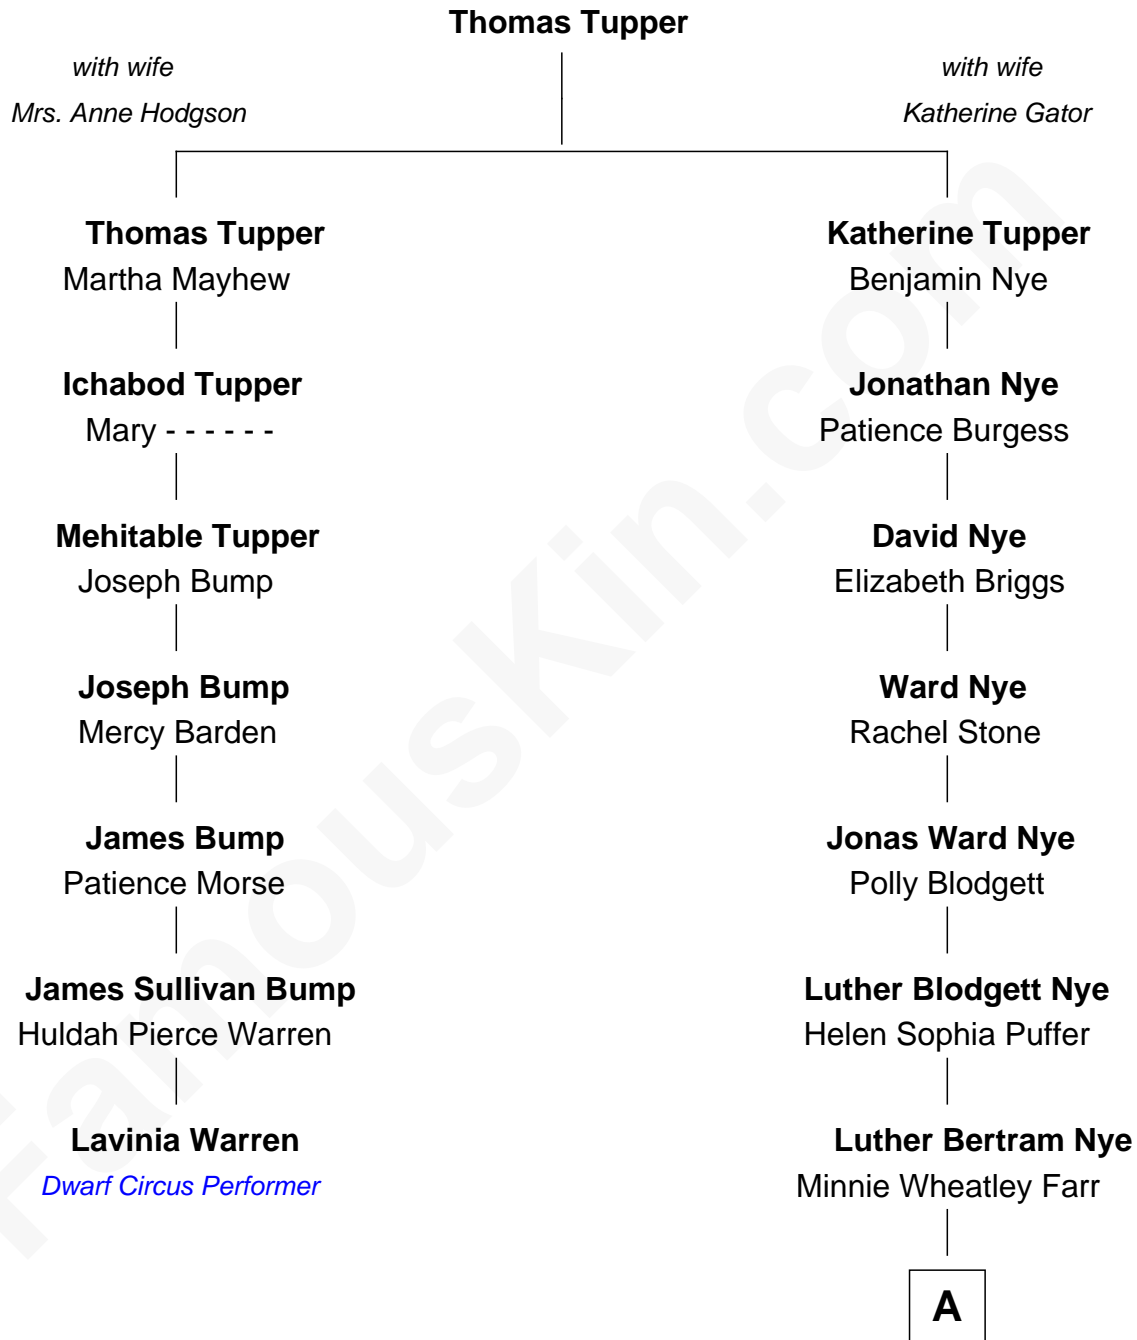 Thomas Tupper
with wife
Mrs. Anne Hodgson
with wife
Katherine Gator
Thomas Tupper
Martha Mayhew
Katherine Tupper
Benjamin Nye
Ichabod Tupper
Mary - - - - - -
Jonathan Nye
Patience Burgess
Mehitable Tupper
Joseph Bump
David Nye
Elizabeth Briggs
Joseph Bump
Mercy Barden
Ward Nye
Rachel Stone
James Bump
Patience Morse
Jonas Ward Nye
Polly Blodgett
James Sullivan Bump
Huldah Pierce Warren
Luther Blodgett Nye
Helen Sophia Puffer
Lavinia Warren
Dwarf Circus Performer
Luther Bertram Nye
Minnie Wheatley Farr
A
FamousKin.com